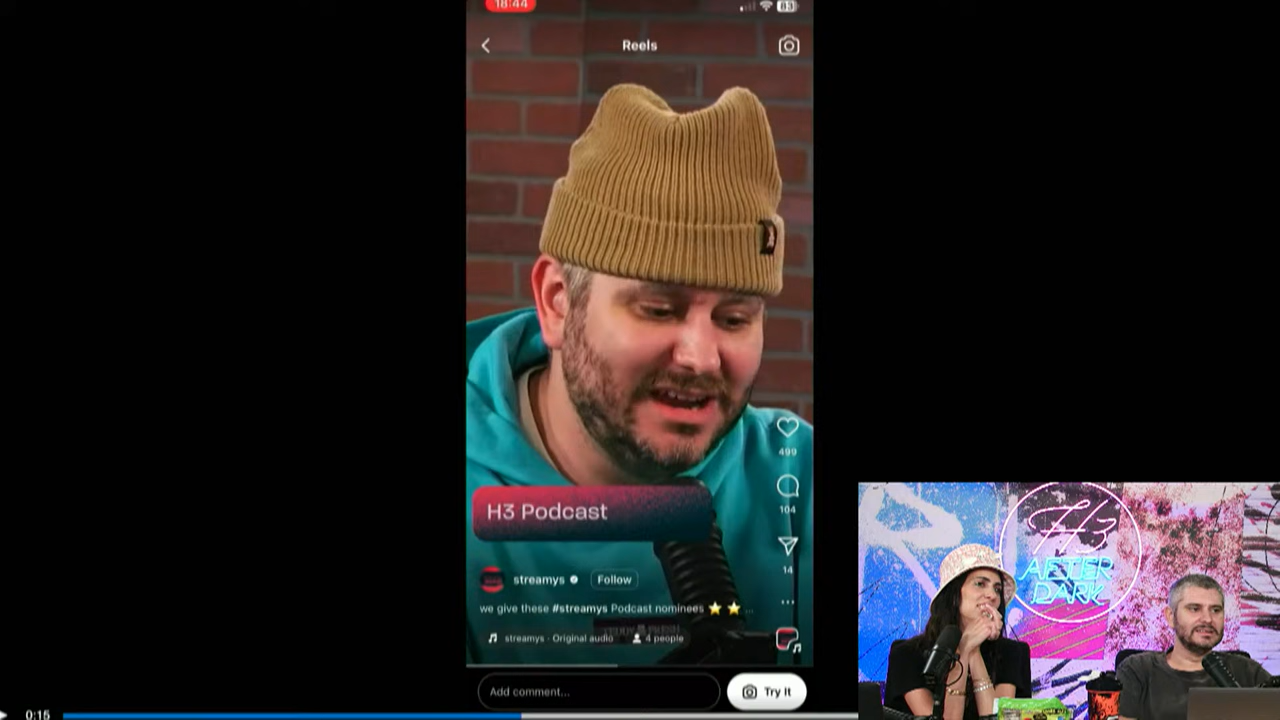 18:44
63
Reels
499
104
H3 Podcast
14
streamys
Follow
we give these #streamys Podcast nominees ⭐ ⭐ ...
streamys · Original audio
4 people
Add comment...
Try It
0:15
H3
AFTER
DARK